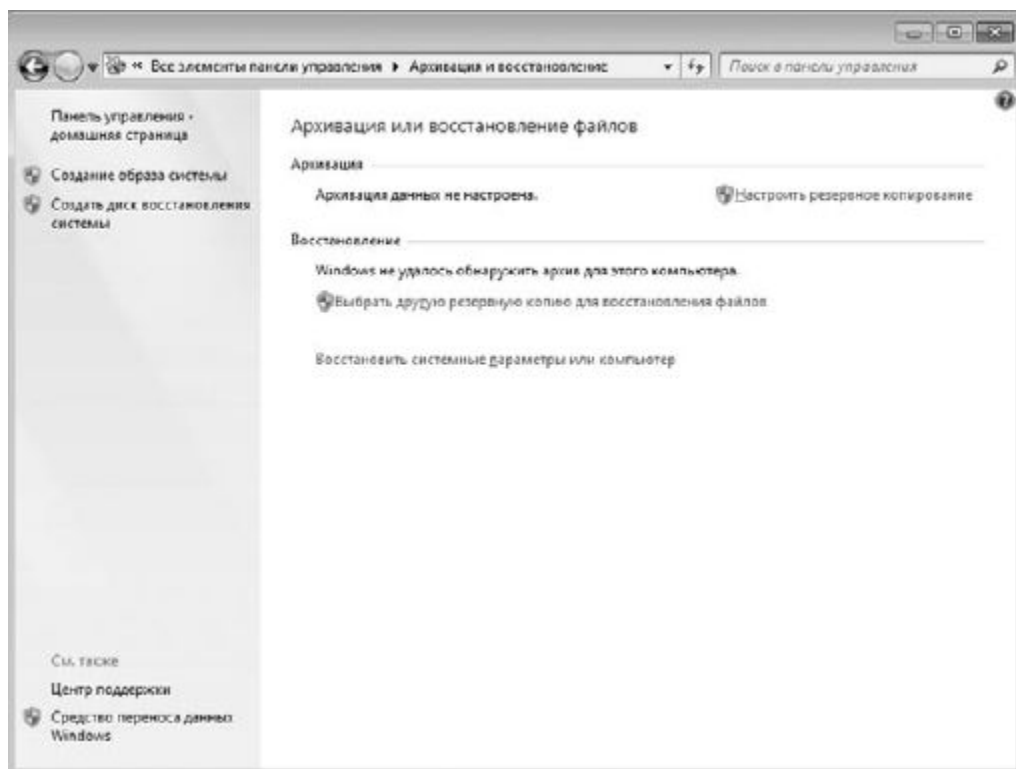 « Все элементы панели управления ▸ Архивация и восстановление
Поиск в панели управления
Панель управления -
домашняя страница
Создание образа системы
Создать диск восстановления
системы
Архивация или восстановление файлов
Архивация
Архивация данных не настроена.
Настроить резервное копирование
Восстановление
Windows не удалось обнаружить архив для этого компьютера.
Выбрать другую резервную копию для восстановления файлов
Восстановить системные параметры или компьютер
См. также
Центр поддержки
Средство переноса данных
Windows